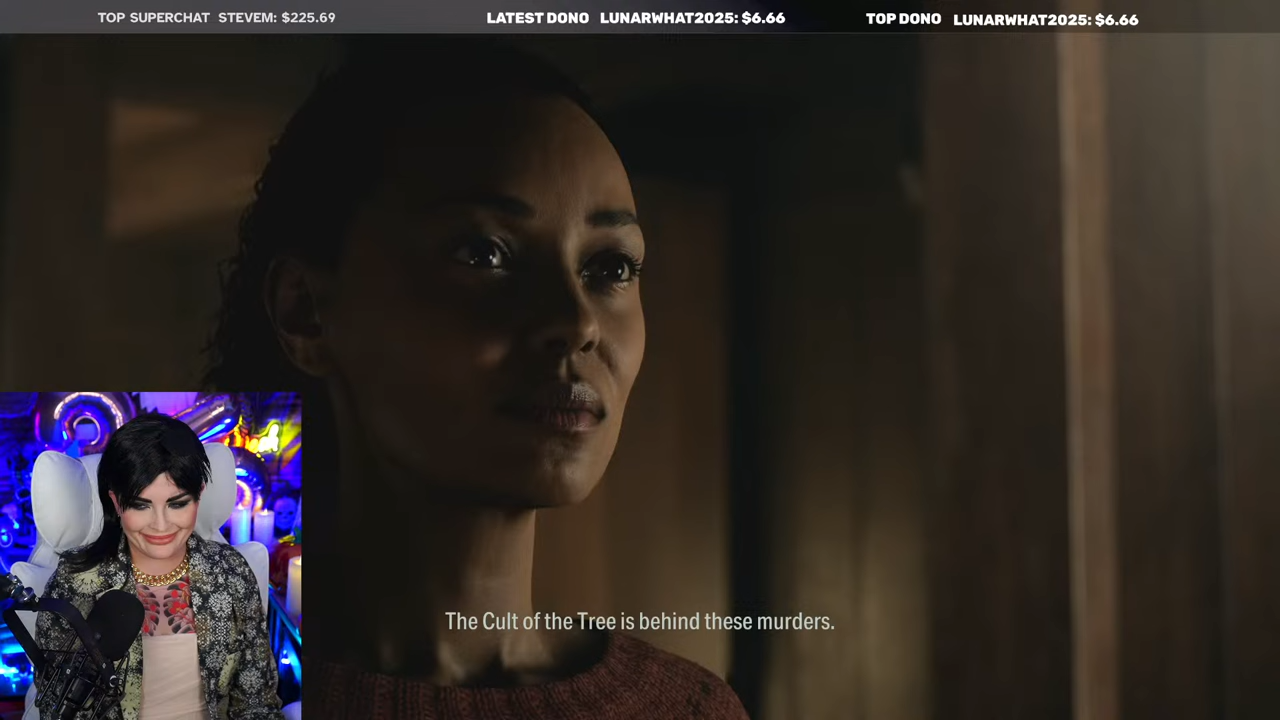 TOP SUPERCHAT STEVEM: $225.69
LATEST DONO LUNARWHAT2025: $6.66
TOP DONO LUNARWHAT2025: $6.66
The Cult of the Tree is behind these murders.